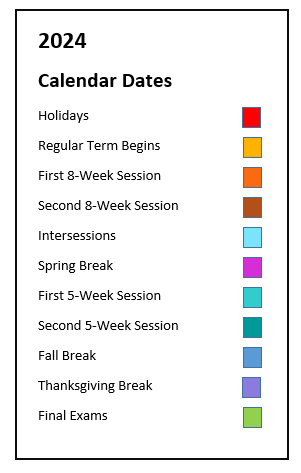 2024
Calendar Dates
Holidays
Regular Term Begins
First 8-Week Session
Second 8-Week Session
Intersessions
Spring Break
First 5-Week Session
Second 5-Week Session
Fall Break
Thanksgiving Break
Final Exams